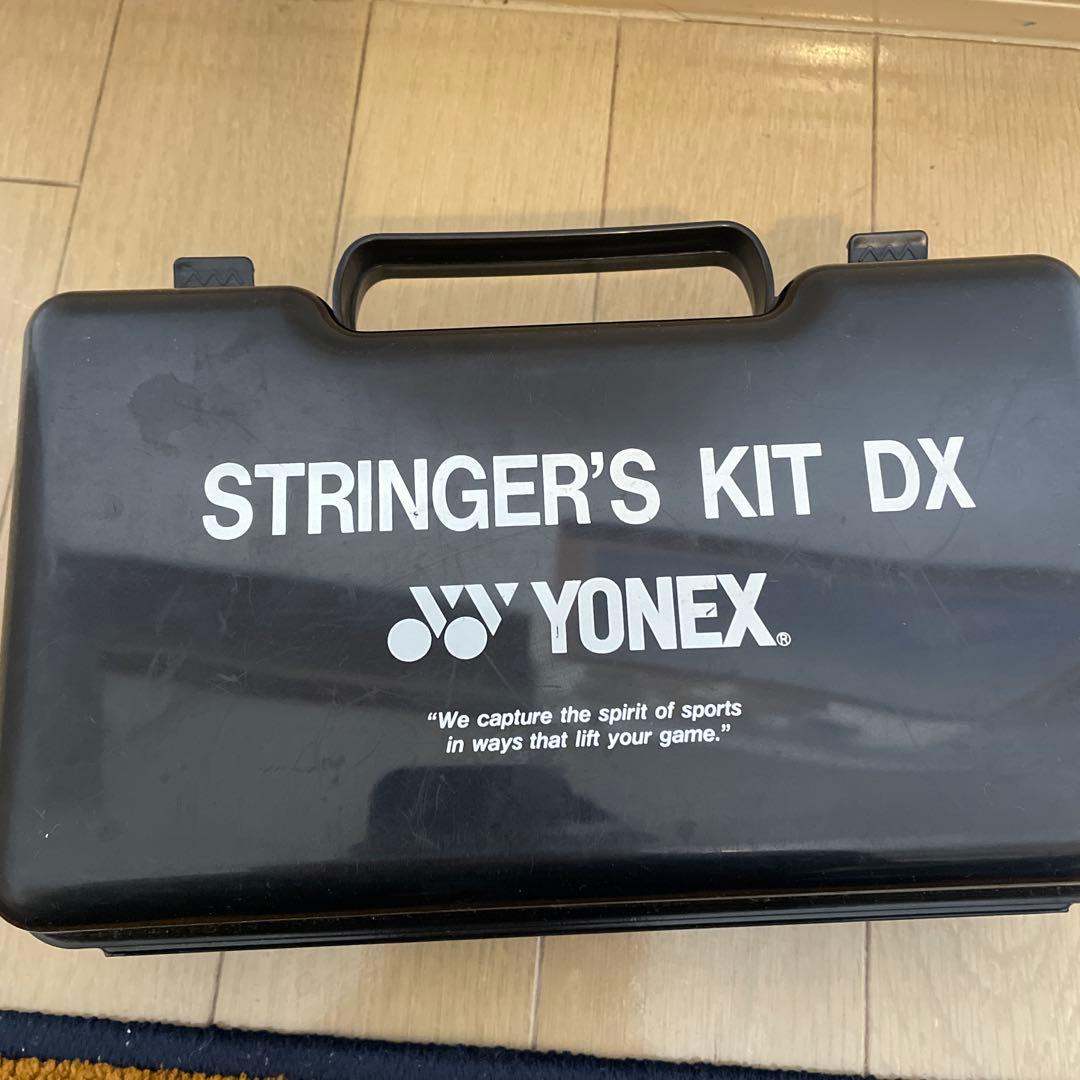 STRINGER'S KIT DX
YONEX®
“We capture the spirit of sports
in ways that lift your game.”